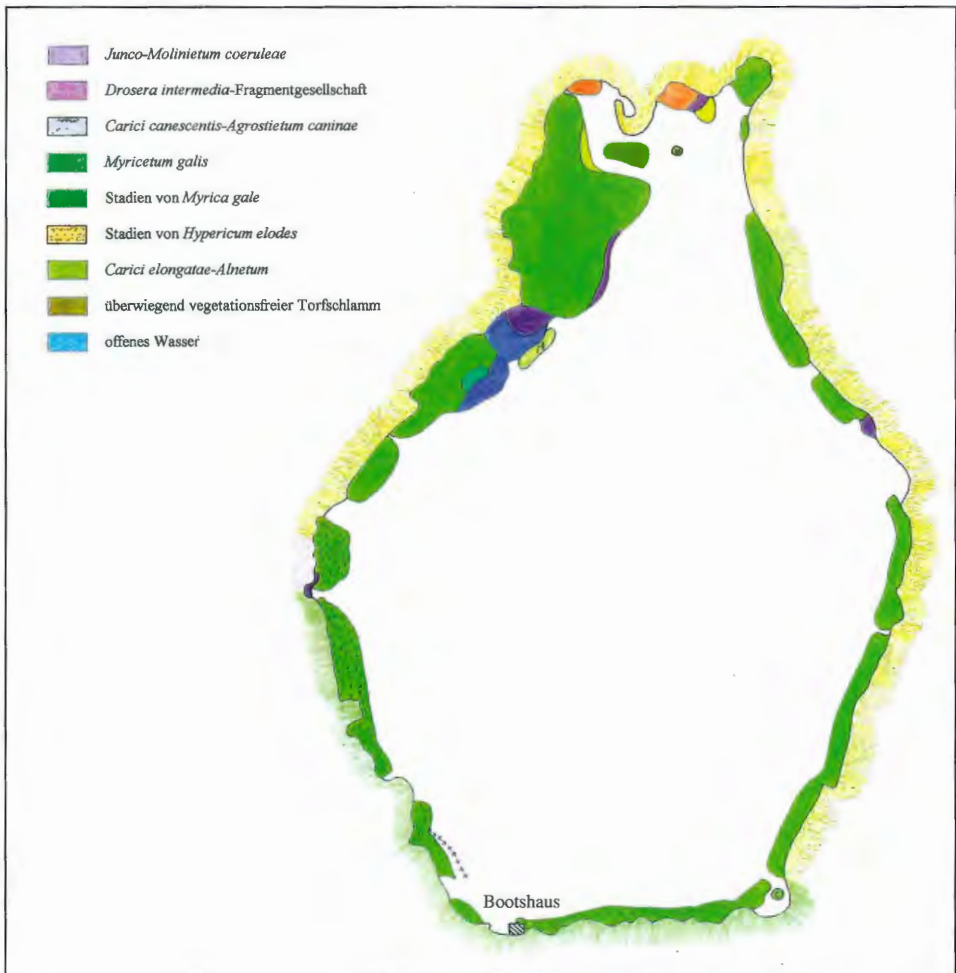 Junco-Molinietum coeruleae
Drosera intermedia-Fragmentgesellschaft
Carici canescentis-Agrostietum caninae
Myricetum galis
Stadien von Myrica gale
Stadien von Hypericum elodes
Carici elongatae-Alnetum
überwiegend vegetationsfreier Torfschlamm
offenes Wasser
Bootshaus